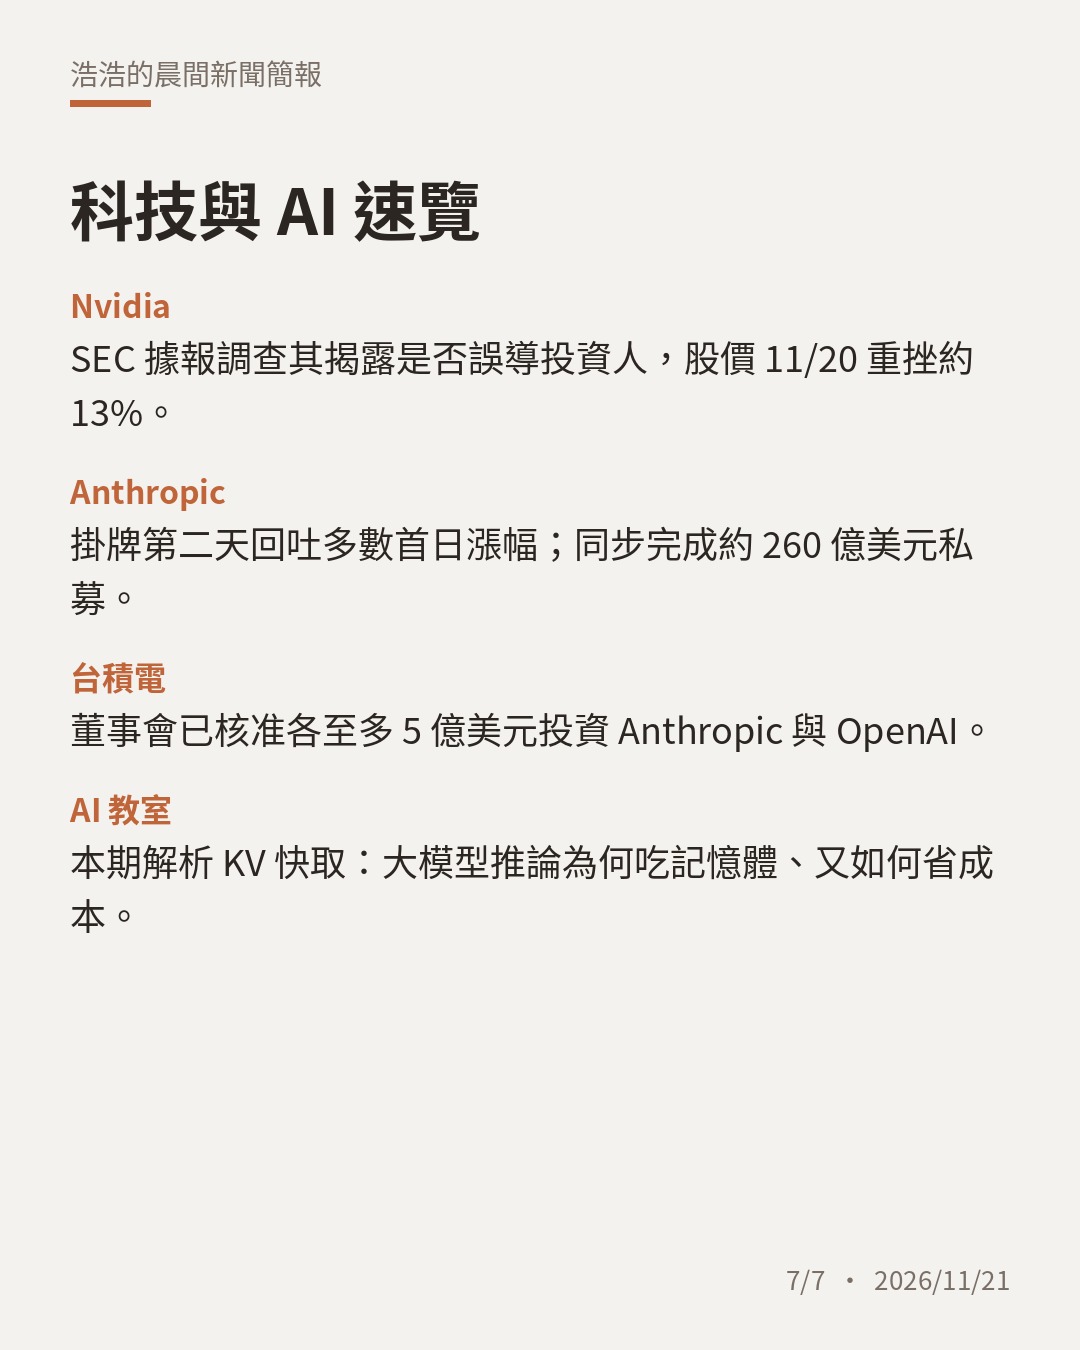 浩浩的晨間新聞簡報
科技與 AI 速覽
Nvidia
SEC 據報調查其揭露是否誤導投資人，股價 11/20 重挫約
13%。
Anthropic
掛牌第二天回吐多數首日漲幅；同步完成約 260 億美元私
募。
台積電
董事會已核准各至多 5 億美元投資 Anthropic 與 OpenAI。
AI 教室
本期解析 KV 快取：大模型推論為何吃記憶體、又如何省成
本。
7/7 ・ 2026/11/21